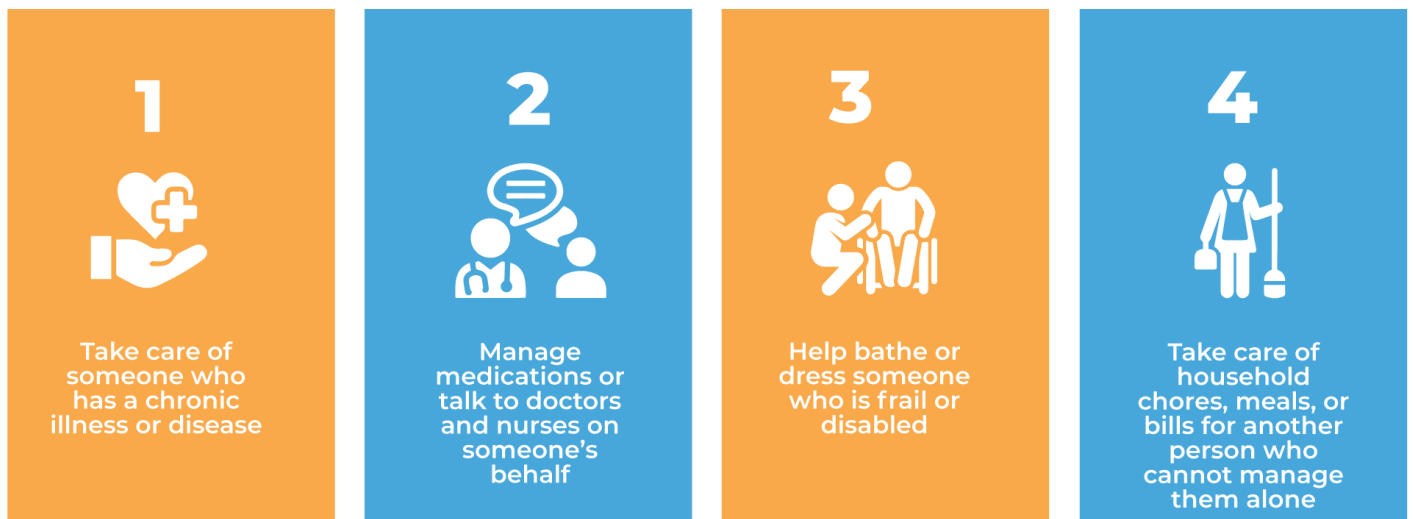 1
Take care of
someone who
has a chronic
illness or disease
2
Manage
medications or
talk to doctors
and nurses on
someone’s
behalf
3
Help bathe or
dress someone
who is frail or
disabled
4
Take care of
household
chores, meals, or
bills for another
person who
cannot manage
them alone